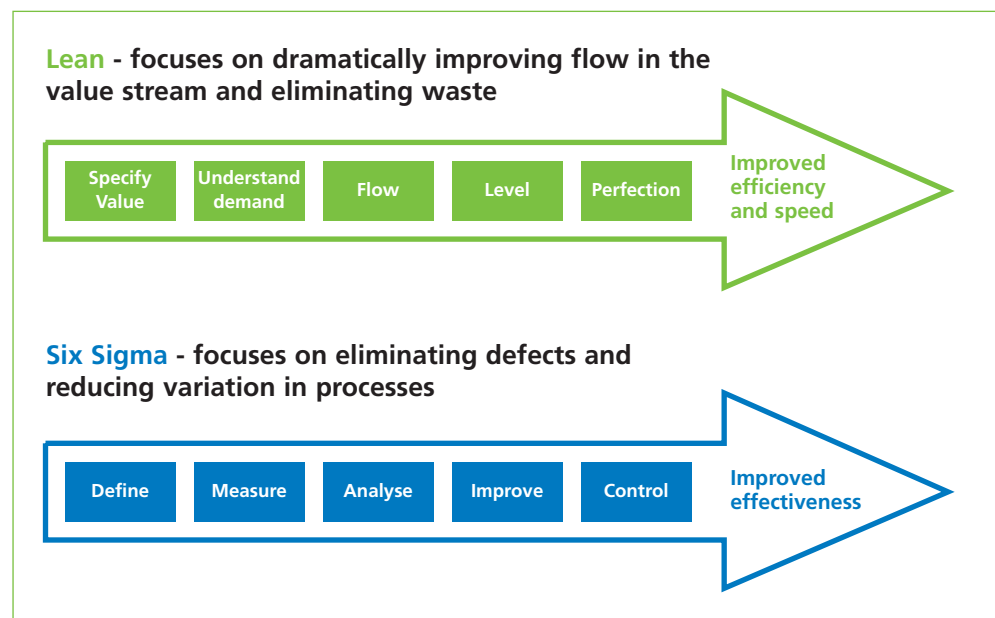 Lean - focuses on dramatically improving flow in the
value stream and eliminating waste
Specify
Value
Understand
demand
Flow
Level
Perfection
Improved
efficiency
and speed
Six Sigma - focuses on eliminating defects and
reducing variation in processes
Define
Measure
Analyse
Improve
Control
Improved
effectiveness